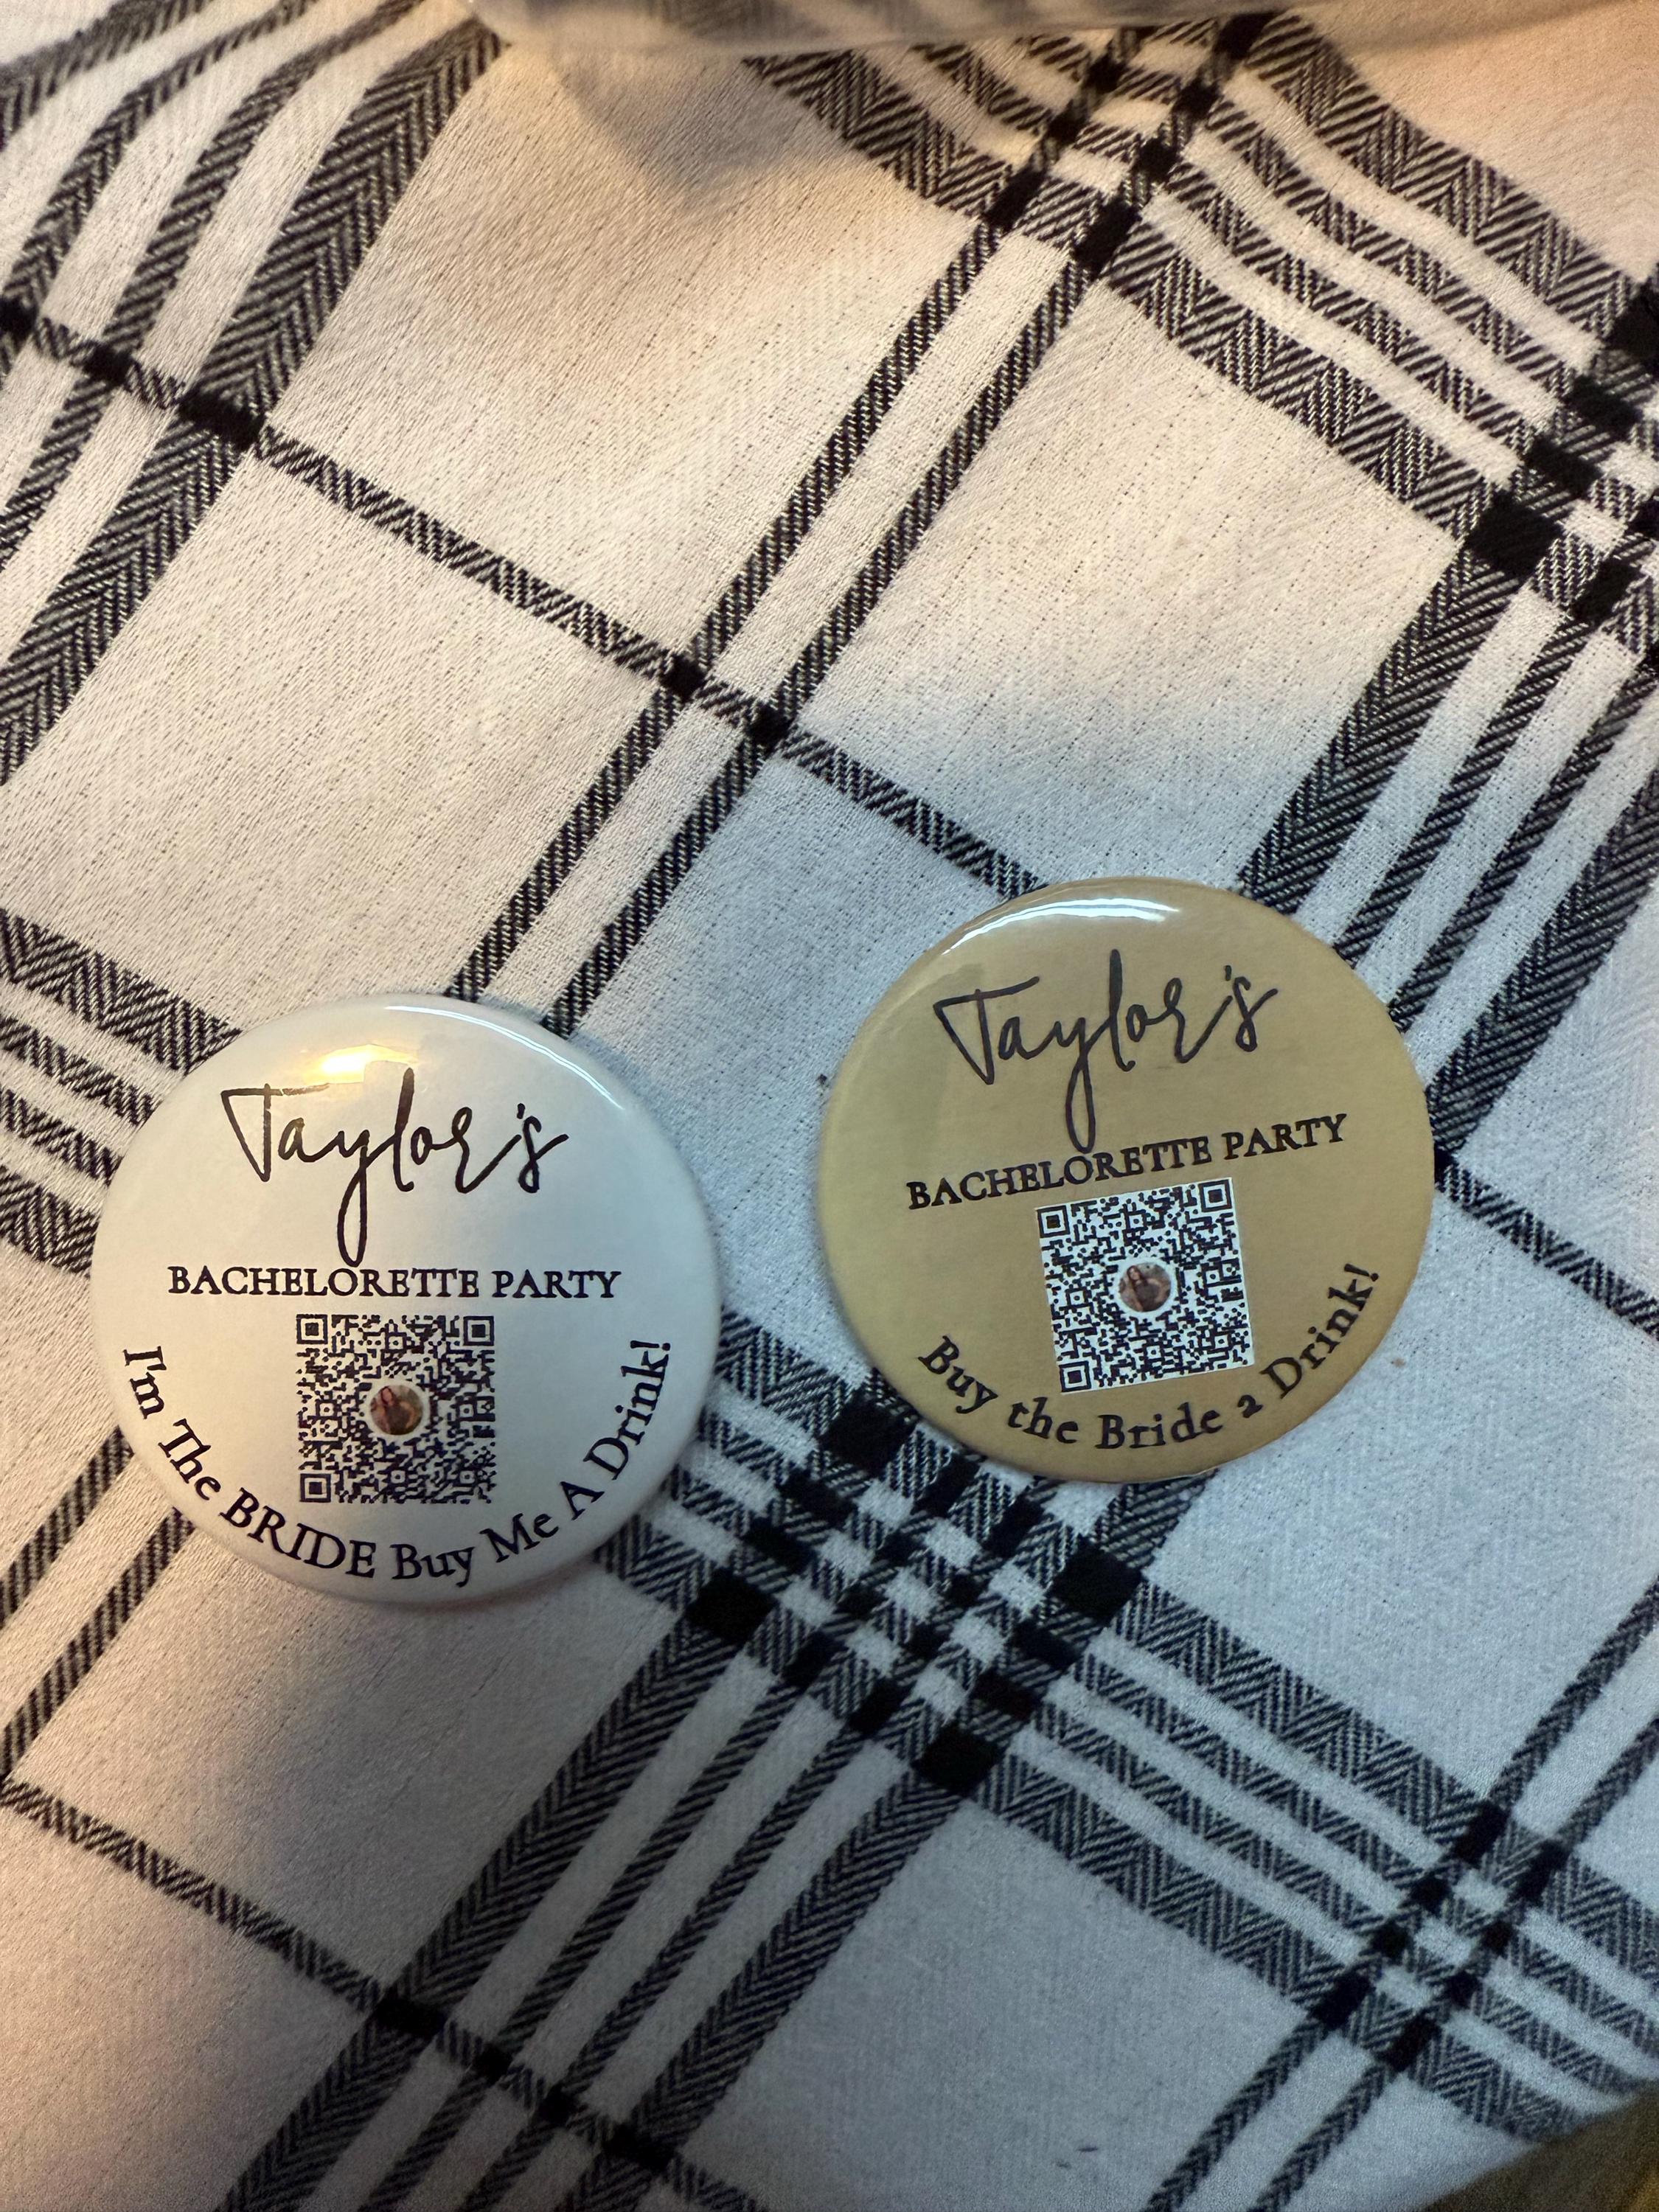 Taylor's
BACHELORETTE PARTY
I'm The BRIDE Buy Me A Drink!
Taylor's
BACHELORETTE PARTY
Buy the Bride a Drink!